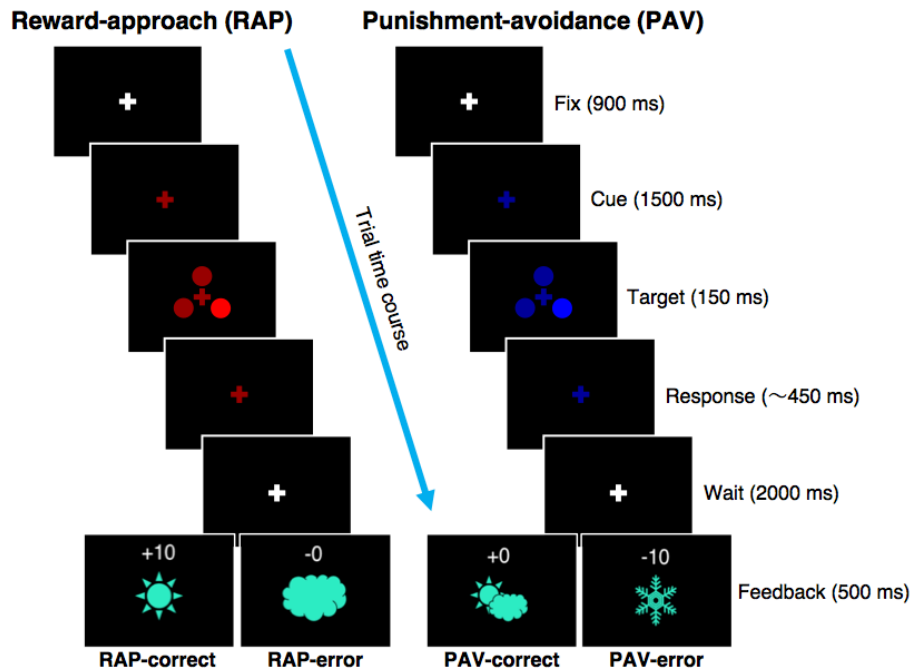 Reward-approach (RAP)
Punishment-avoidance (PAV)
Fix (900 ms)
Cue (1500 ms)
Trial time course
Target (150 ms)
Response (～450 ms)
Wait (2000 ms)
+10
-0
+0
-10
Feedback (500 ms)
RAP-correct
RAP-error
PAV-correct
PAV-error